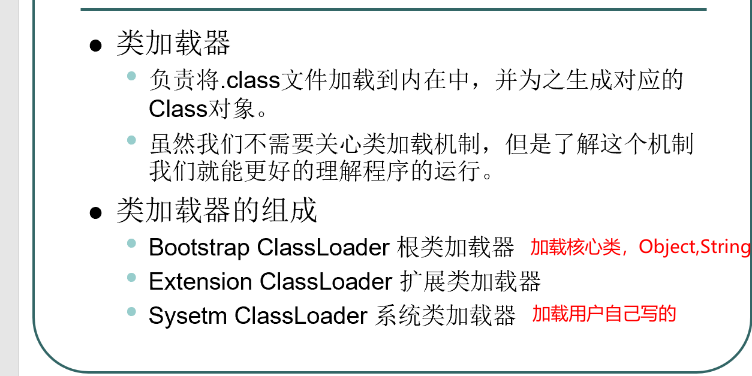 类加载器
负责将.class文件加载到内在中，并为之生成对应的
Class对象。
虽然我们不需要关心类加载机制，但是了解这个机制
我们就能更好的理解程序的运行。
类加载器的组成
Bootstrap ClassLoader 根类加载器 加载核心类，Object,String
Extension ClassLoader 扩展类加载器
Sysetm ClassLoader 系统类加载器 加载用户自己写的